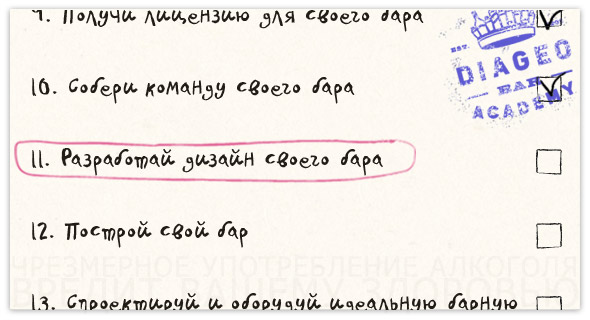 9. Получи лицензию для своего бара
10. Собери команду своего бара
DIAGEO
BAR
ACADEMY
11. Разработай дизайн своего бара
12. Построй свой бар
ЧРЕЗМЕРНОЕ УПОТРЕБЛЕНИЕ АЛКОГОЛЯ
ВРЕДИТ ВАШЕМУ ЗДОРОВЬЮ
13. Спроектируй и оборудуй идеальную барную